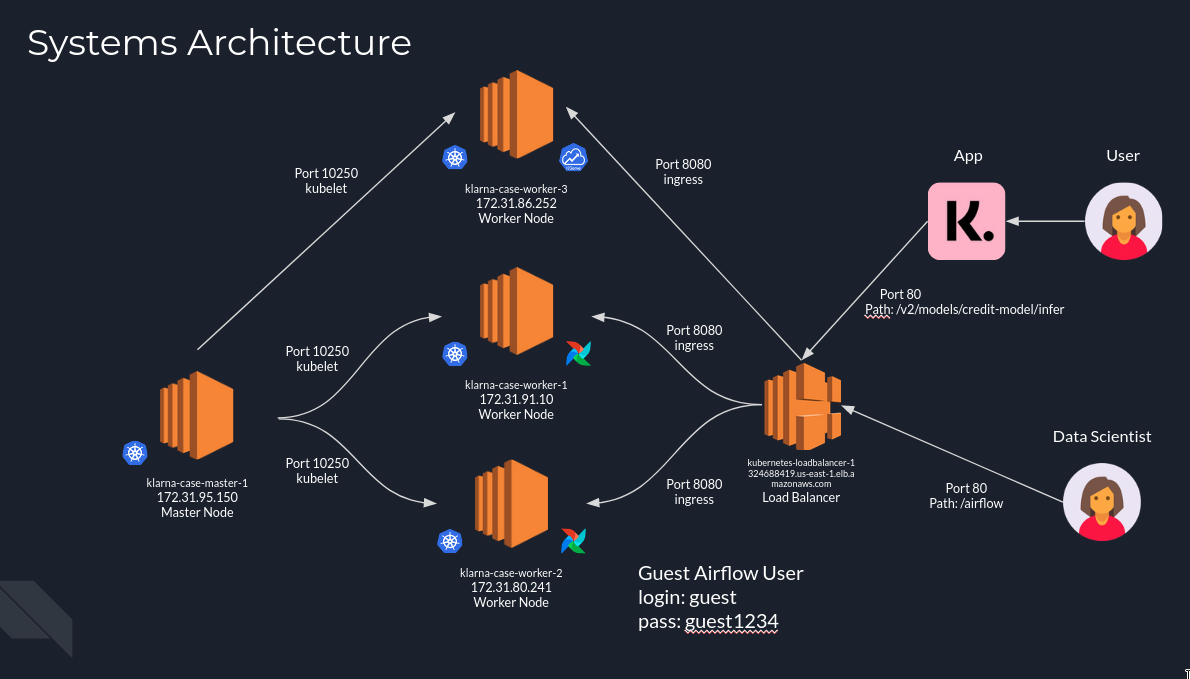 Systems Architecture
Port 10250
kubelet
klarna-case-worker-3
172.31.86.252
Worker Node
Port 8080
ingress
App
User
K.
Port 80
Path: /v2/models/credit-model/infer
Port 10250
kubelet
klarna-case-worker-1
172.31.91.10
Worker Node
Port 8080
ingress
klarna-case-master-1
172.31.95.150
Master Node
Port 10250
kubelet
klarna-case-worker-2
172.31.80.241
Worker Node
Port 8080
ingress
kubernetes-loadbalancer-1
324688419.us-east-1.elb.a
mazonaws.com
Load Balancer
Data Scientist
Port 80
Path: /airflow
Guest Airflow User
login: guest
pass: guest1234